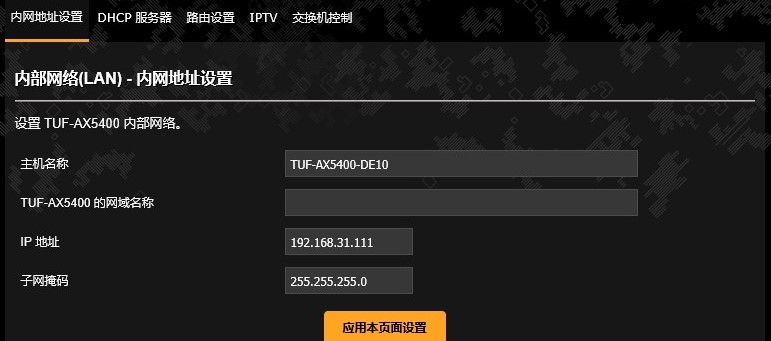 内网地址设置 DHCP 服务器 路由设置 IPTV 交换机控制
内部网络(LAN) - 内网地址设置
设置 TUF-AX5400 内部网络。
主机名称 TUF-AX5400-DE10
TUF-AX5400 的网域名称
IP 地址 192.168.31.111
子网掩码 255.255.255.0
应用本页面设置